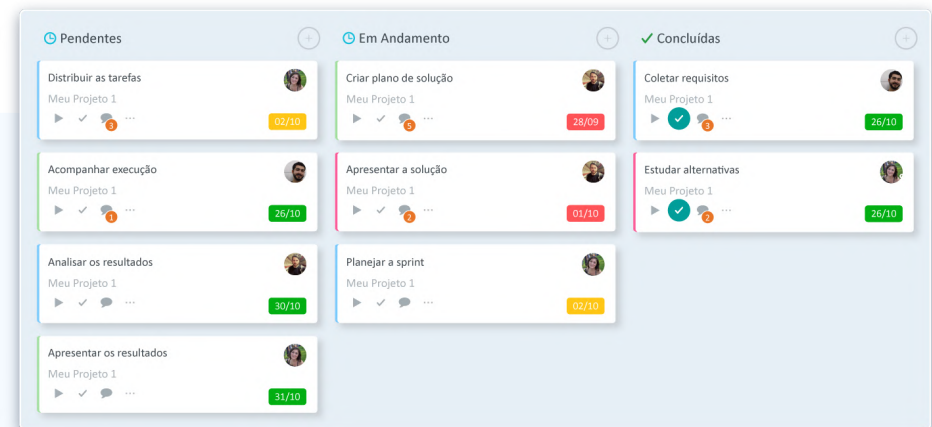 Pendentes
Distribuir as tarefas
Meu Projeto 1
3
02/10
Acompanhar execução
Meu Projeto 1
1
26/10
Analisar os resultados
Meu Projeto 1
30/10
Apresentar os resultados
Meu Projeto 1
31/10
Em Andamento
Criar plano de solução
Meu Projeto 1
5
28/09
Apresentar a solução
Meu Projeto 1
2
01/10
Planejar a sprint
Meu Projeto 1
02/10
Concluídas
Coletar requisitos
Meu Projeto 1
3
26/10
Estudar alternativas
Meu Projeto 1
2
26/10